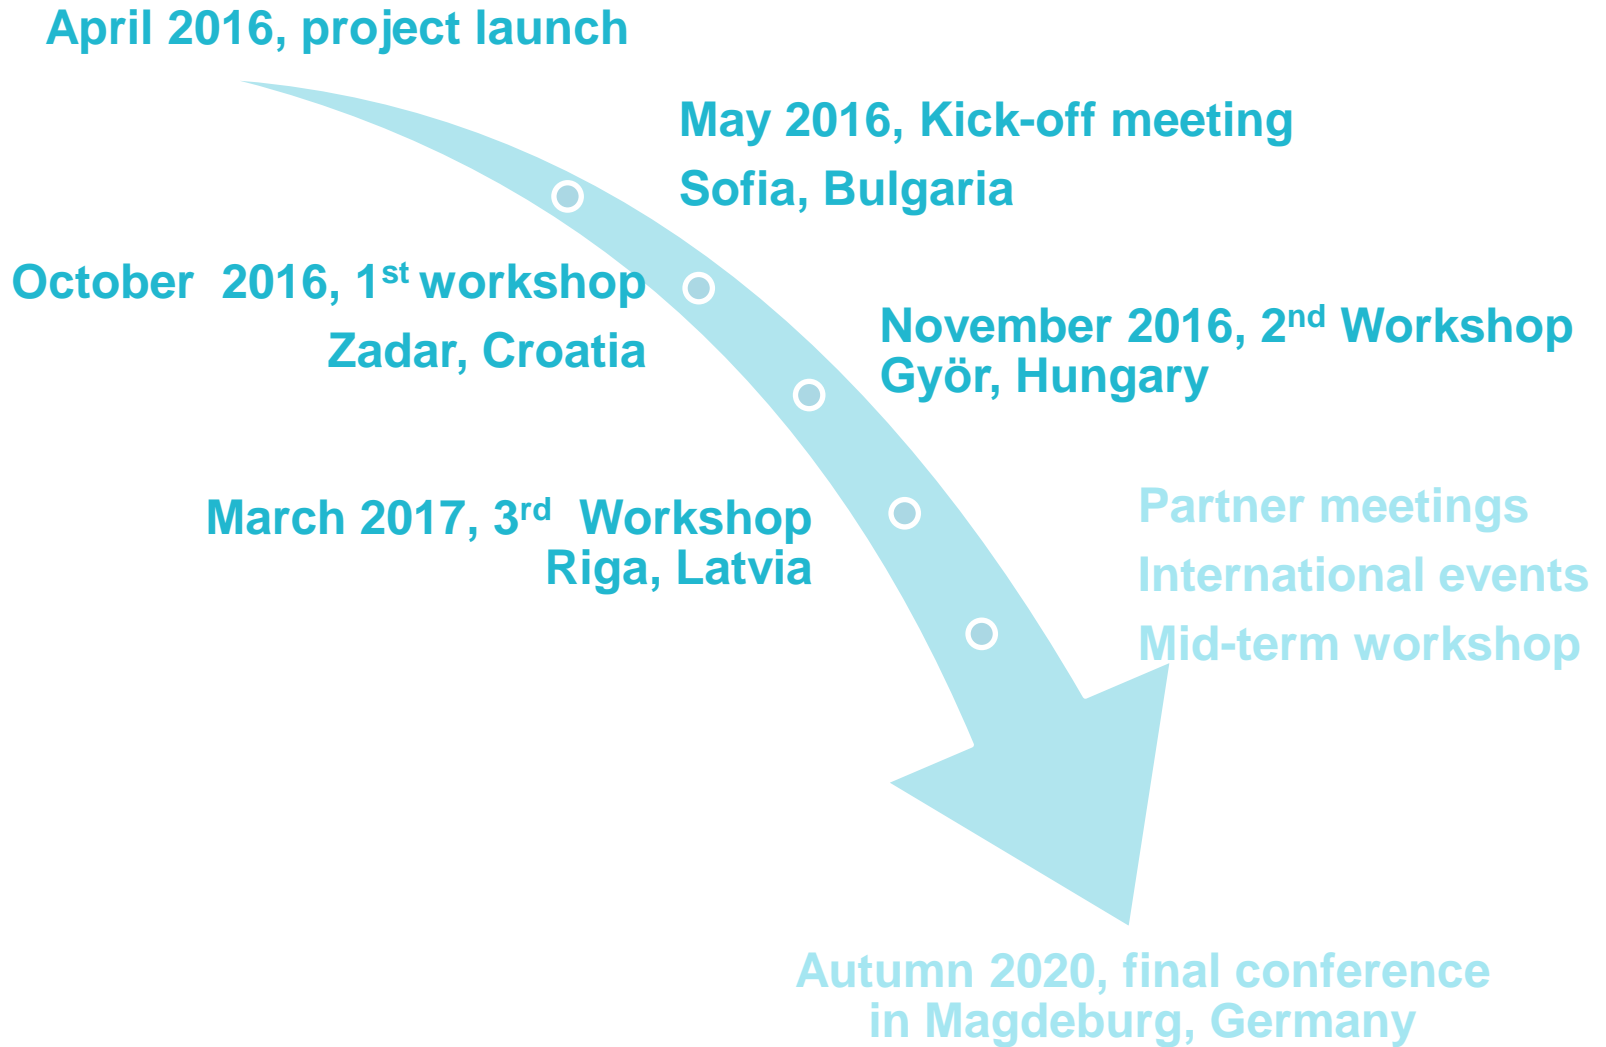 April 2016, project launch
May 2016, Kick-off meeting
Sofia, Bulgaria
October  2016, 1st workshop
Zadar, Croatia
November 2016, 2nd Workshop
Györ, Hungary
March 2017, 3rd  Workshop
Riga, Latvia
Partner meetings
International events
Mid-term workshop
Autumn 2020, final conference
in Magdeburg, Germany